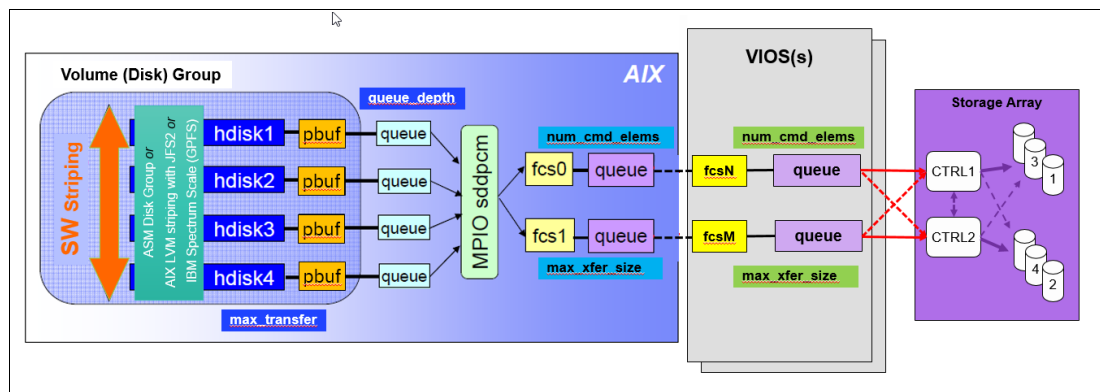 Volume (Disk) Group
AIX
VIOS(s)
Storage Array
SW Striping
ASM Disk Group or
AIX LVM striping with JFS2 or
IBM Spectrum Scale (GPFS)
hdisk1
pbuf
queue
hdisk2
pbuf
queue
hdisk3
pbuf
queue
hdisk4
pbuf
queue
queue_depth
max_transfer
MPIO sddpcm
num_cmd_elems
fcs0
queue
fcs1
queue
max_xfer_size
num_cmd_elems
fcsN
queue
fcsM
queue
max_xfer_size
CTRL1
CTRL2
3
1
4
2